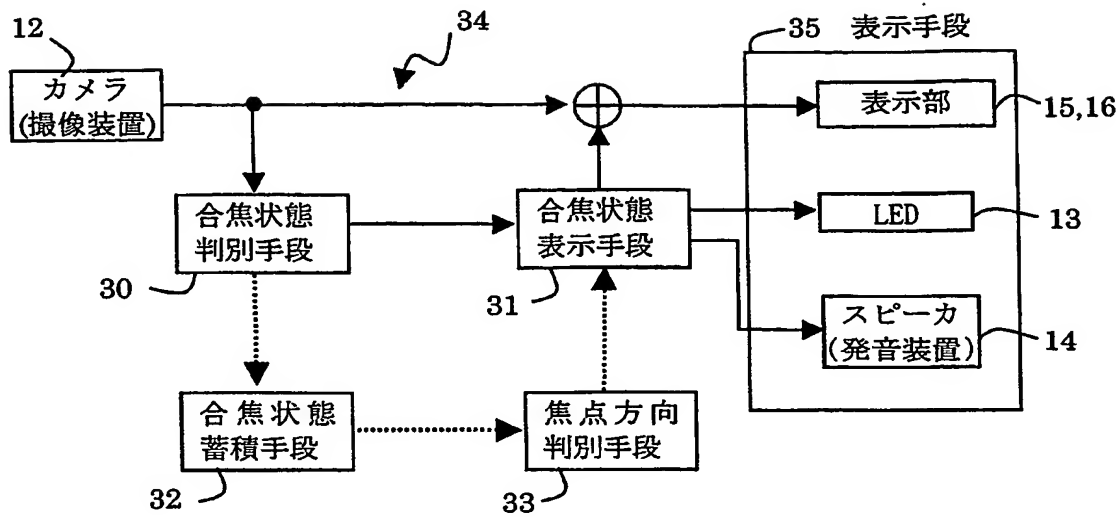 12
カメラ
(撮像装置)
34
35 表示手段
表示部
15,16
合焦状態
判別手段
30
合焦状態
表示手段
31
LED
13
スピーカ
(発音装置)
14
合焦状態
蓄積手段
32
焦点方向
判別手段
33